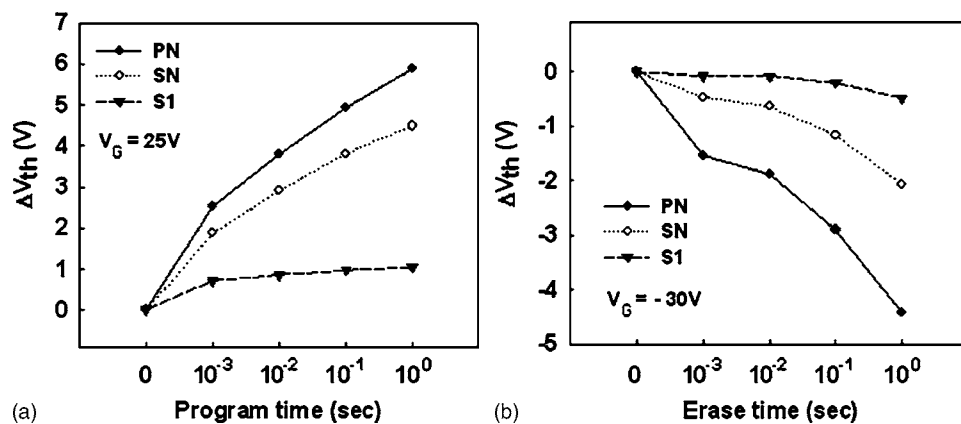 7
6
5
4
3
2
1
0
ΔVth (V)
PN
SN
S1
VG = 25V
0 10-3 10-2 10-1 100
(a) Program time (sec)
0
-1
-2
-3
-4
-5
ΔVth (V)
PN
SN
S1
VG = - 30V
0 10-3 10-2 10-1 100
(b) Erase time (sec)